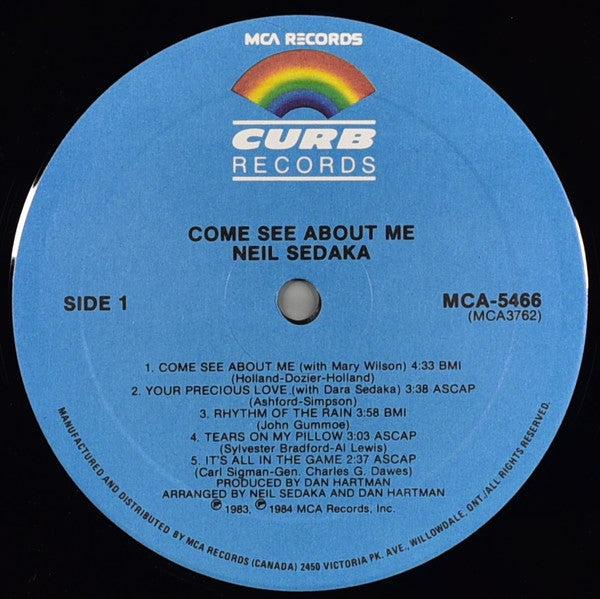 MCA RECORDS
CURB
RECORDS
COME SEE ABOUT ME
NEIL SEDAKA
SIDE 1
MCA-5466
(MCA3762)
1. COME SEE ABOUT ME (with Mary Wilson) 4:33 BMI
(Holland-Dozier-Holland)
2. YOUR PRECIOUS LOVE (with Dara Sedaka) 3:38 ASCAP
(Ashford-Simpson)
3. RHYTHM OF THE RAIN 3:58 BMI
(John Gummoe)
4. TEARS ON MY PILLOW 3:03 ASCAP
(Sylvester Bradford-Al Lewis)
5. IT'S ALL IN THE GAME 2:37 ASCAP
(Carl Sigman-Gen. Charles G. Dawes)
PRODUCED BY DAN HARTMAN
ARRANGED BY NEIL SEDAKA AND DAN HARTMAN
℗ 1983, ℗ 1984 MCA Records, Inc.
MANUFACTURED AND DISTRIBUTED BY MCA RECORDS (CANADA) 2450 VICTORIA PK. AVE., WILLOWDALE, ONT./ALL RIGHTS RESERVED.